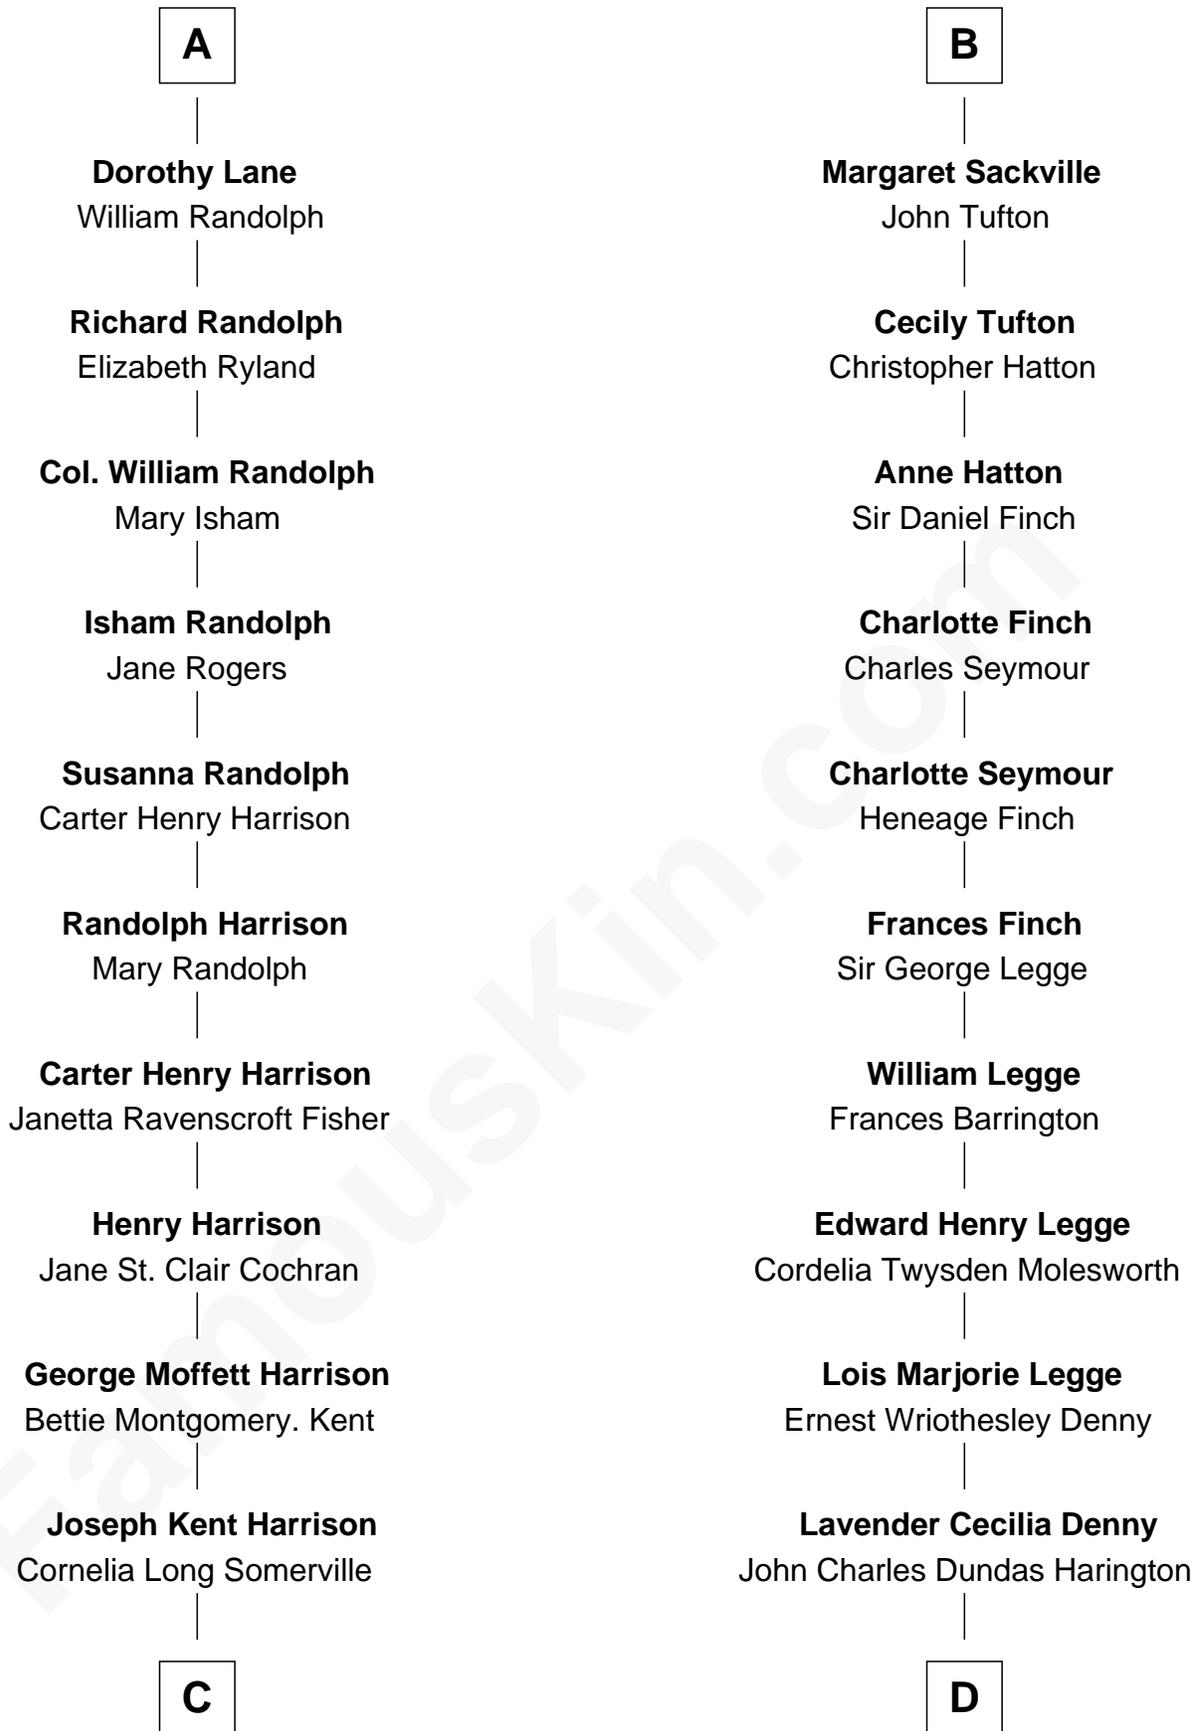 A
Dorothy Lane
William Randolph
Richard Randolph
Elizabeth Ryland
Col. William Randolph
Mary Isham
Isham Randolph
Jane Rogers
Susanna Randolph
Carter Henry Harrison
Randolph Harrison
Mary Randolph
Carter Henry Harrison
Janetta Ravenscroft Fisher
Henry Harrison
Jane St. Clair Cochran
George Moffett Harrison
Bettie Montgomery. Kent
Joseph Kent Harrison
Cornelia Long Somerville
C
B
Margaret Sackville
John Tufton
Cecily Tufton
Christopher Hatton
Anne Hatton
Sir Daniel Finch
Charlotte Finch
Charles Seymour
Charlotte Seymour
Heneage Finch
Frances Finch
Sir George Legge
William Legge
Frances Barrington
Edward Henry Legge
Cordelia Twysden Molesworth
Lois Marjorie Legge
Ernest Wriothesley Denny
Lavender Cecilia Denny
John Charles Dundas Harington
D
FamousKin.com